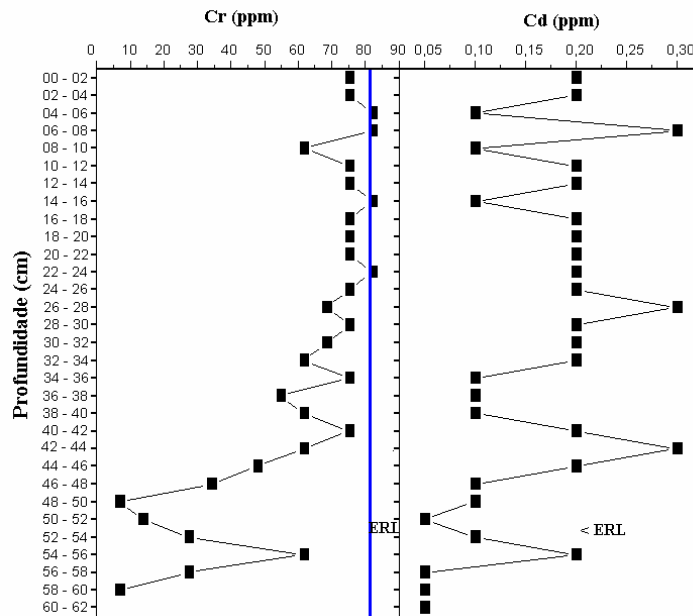 Cr (ppm)
Cd (ppm)
0 10 20 30 40 50 60 70 80 90
0,05 0,10 0,15 0,20 0,25 0,30
Profundidade (cm)
00 - 02
02 - 04
04 - 06
06 - 08
08 - 10
10 - 12
12 - 14
14 - 16
16 - 18
18 - 20
20 - 22
22 - 24
24 - 26
26 - 28
28 - 30
30 - 32
32 - 34
34 - 36
36 - 38
38 - 40
40 - 42
42 - 44
44 - 46
46 - 48
48 - 50
50 - 52
52 - 54
54 - 56
56 - 58
58 - 60
60 - 62
ERL
< ERL